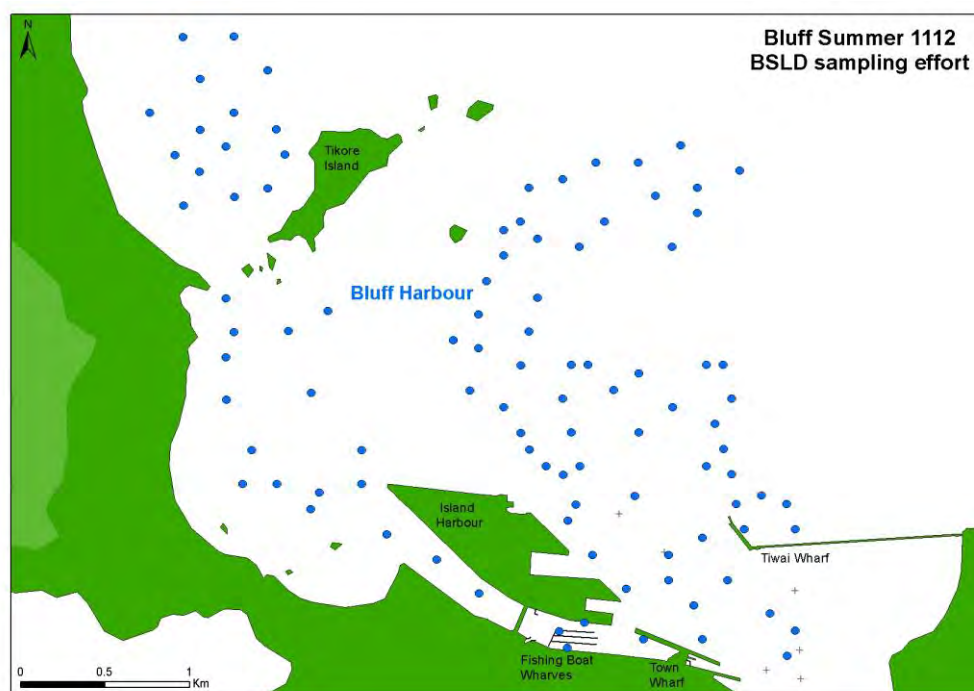 N
Bluff Summer 1112
BSLD sampling effort
Tikore
Island
Bluff Harbour
Island
Harbour
Tiwai Wharf
Fishing Boat
Wharves
Town
Wharf
0 0.5 1
Km